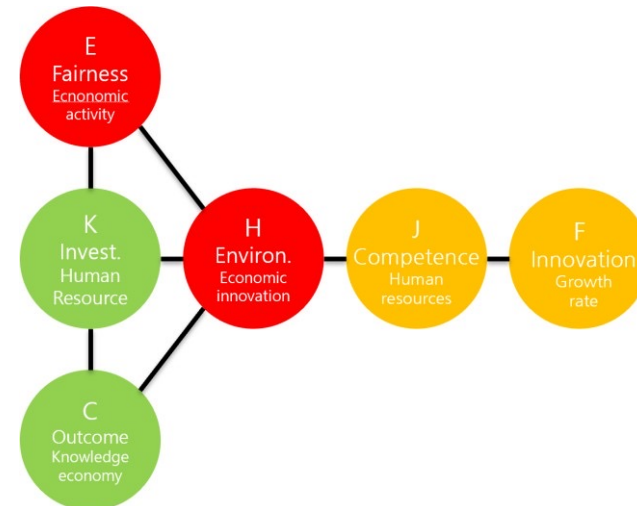 E
Fairness
Ecnonomic
activity
K
Invest.
Human
Resource
H
Environ.
Economic
innovation
J
Competence
Human
resources
F
Innovation
Growth
rate
C
Outcome
Knowledge
economy